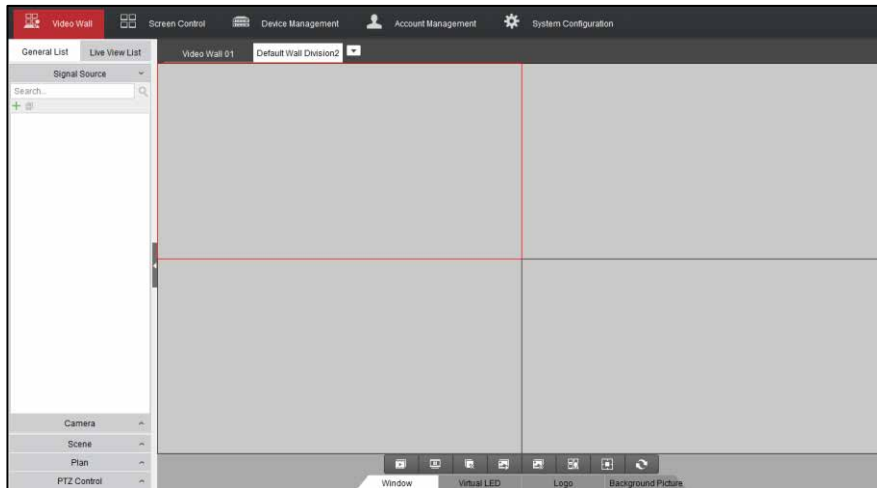 Video Wall Screen Control Device Management Account Management System Configuration
General List Live View List Video Wall 01 Default Wall Division2
Signal Source
Search...
Camera
Scene
Plan
PTZ Control
Window Virtual LED Logo Background Picture